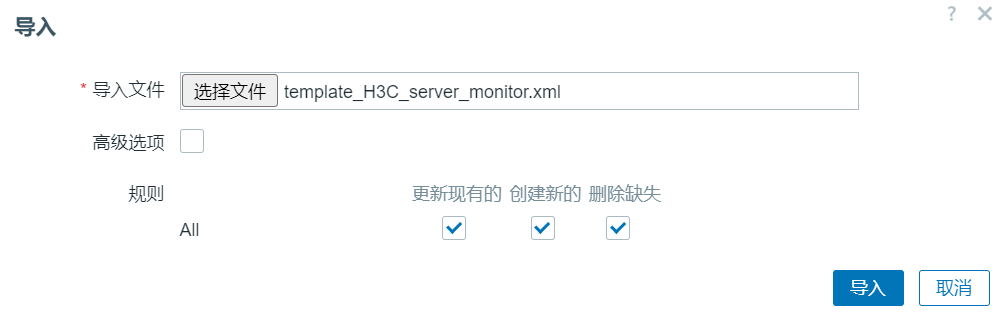 导入
? ×
* 导入文件 选择文件 template_H3C_server_monitor.xml
高级选项
规则 更新现有的 创建新的 删除缺失
All
导入 取消